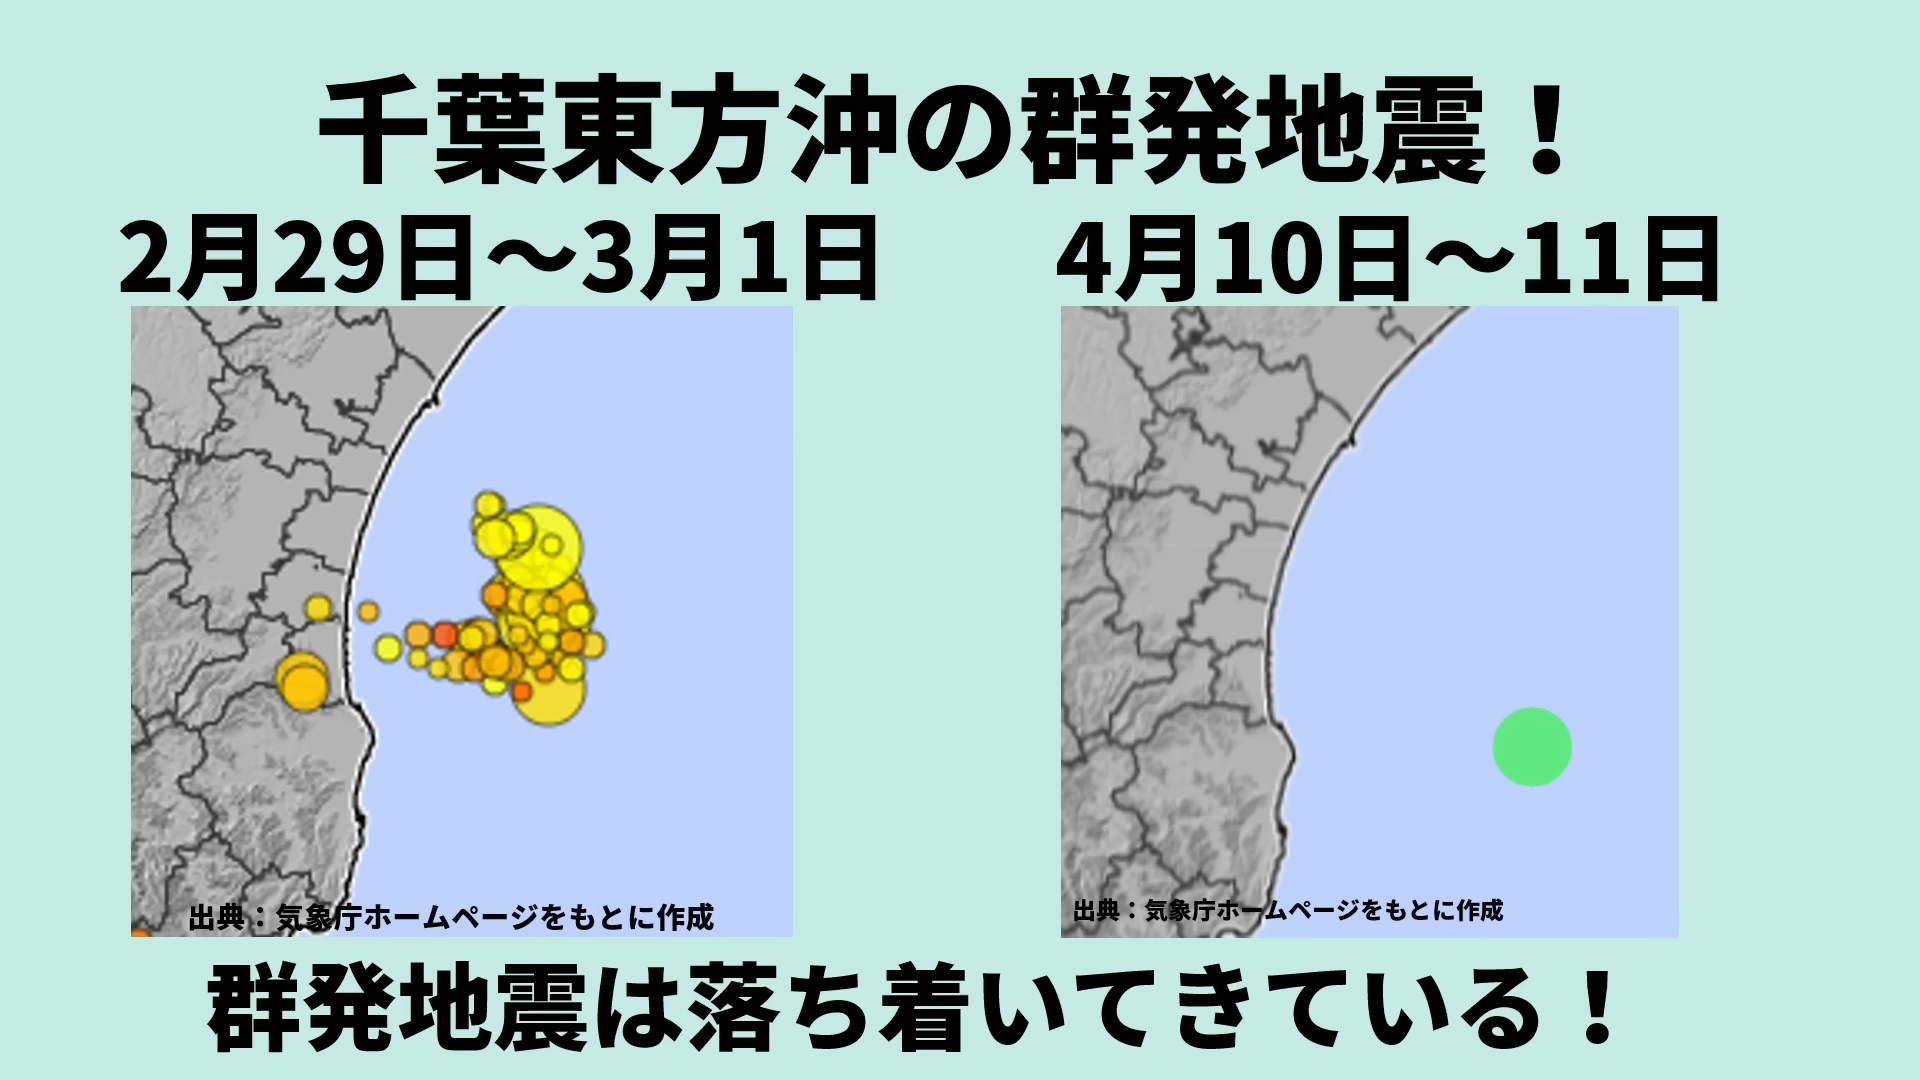 千葉東方沖の群発地震！
2月29日～3月1日
4月10日～11日
出典：気象庁ホームページをもとに作成
出典：気象庁ホームページをもとに作成
群発地震は落ち着いてきている！